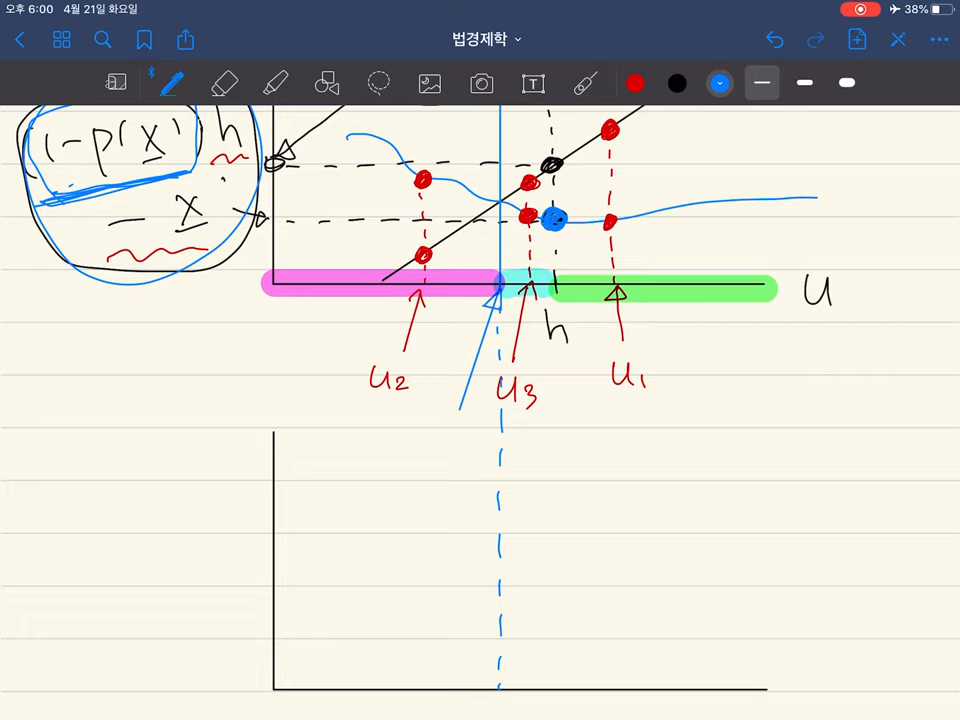 오후 6:00 4월 21일 화요일
38%
법경제학
T
(1-p(x)) h
- x
U
h
u2
u3
u1